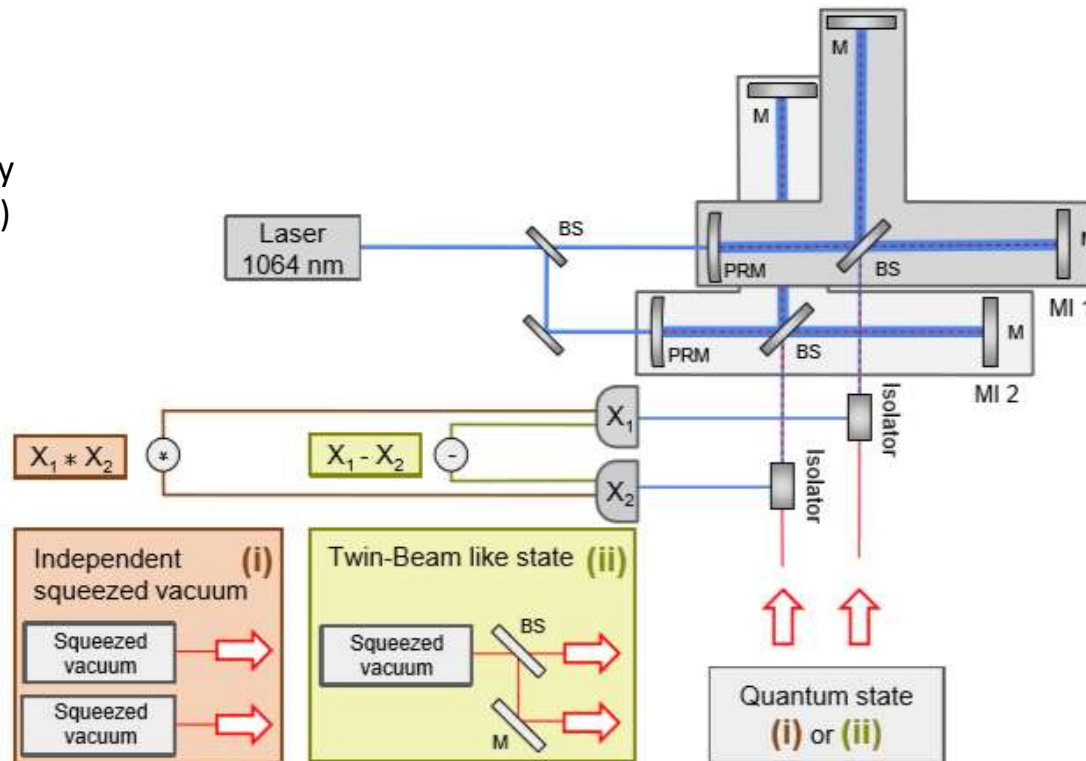 y
)
M
M
Laser
1064 nm
BS
PRM
BS
M
MI 1
PRM
BS
M
MI 2
Isolator
Isolator
X₁
X₂
X₁ * X₂
*
X₁ - X₂
-
Independent (i)
squeezed vacuum
Squeezed
vacuum
Squeezed
vacuum
Twin-Beam like state (ii)
Squeezed
vacuum
BS
M
Quantum state
(i) or (ii)